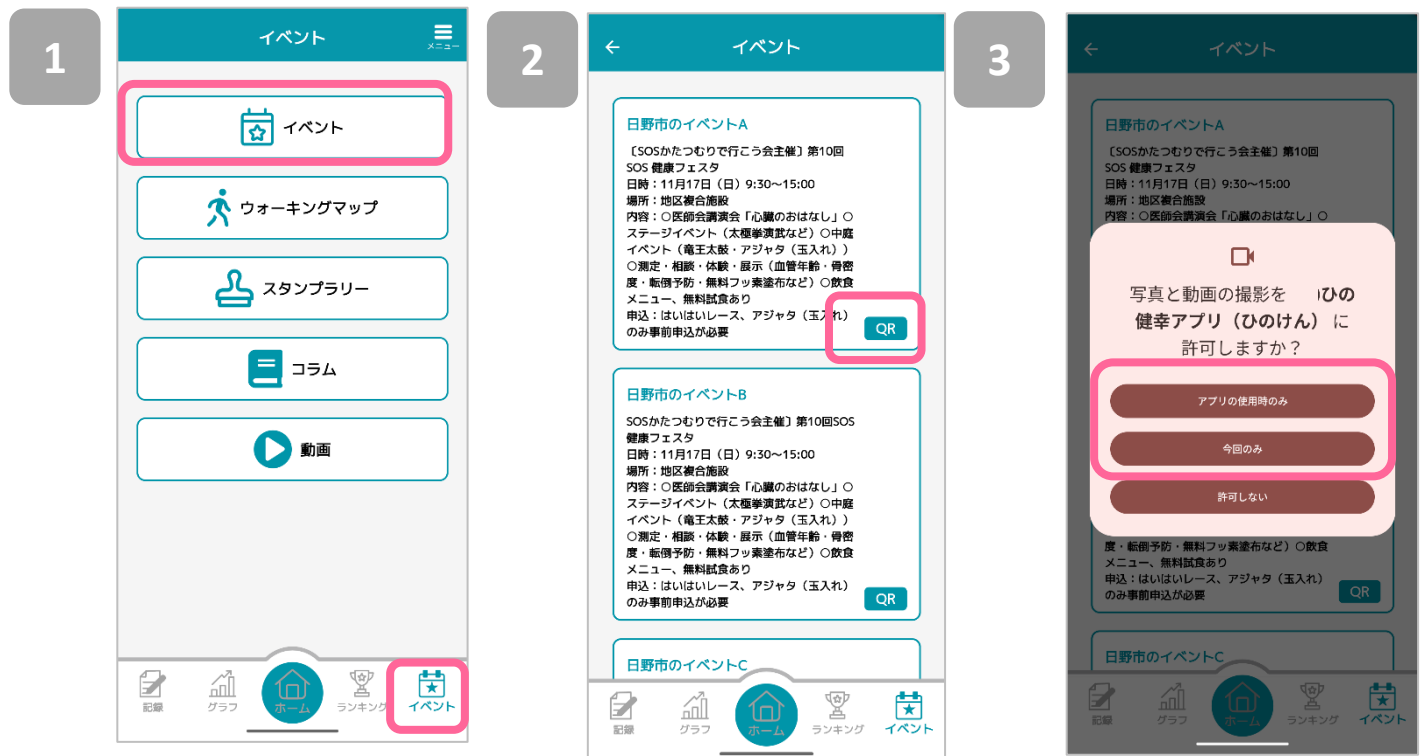 1
イベント
メニュー
イベント
ウォーキングマップ
スタンプラリー
コラム
動画
記録
グラフ
ホーム
ランキング
イベント
2
イベント
日野市のイベントA
〔SOSかたつむりで行こう会主催〕第10回
SOS 健康フェスタ
日時：11月17日（日）9:30～15:00
場所：地区複合施設
内容：○医師会講演会「心臓のおはなし」○
ステージイベント（太極拳演武など）○中庭
イベント（竜王太鼓・アジャタ（玉入れ））
○測定・相談・体験・展示（血管年齢・骨密
度・転倒予防・無料フッ素塗布など）○飲食
メニュー、無料試食あり
申込：はいはいレース、アジャタ（玉入れ）
のみ事前申込が必要
QR
日野市のイベントB
SOSかたつむりで行こう会主催〕第10回SOS
健康フェスタ
日時：11月17日（日）9:30～15:00
場所：地区複合施設
内容：○医師会講演会「心臓のおはなし」○
ステージイベント（太極拳演武など）○中庭
イベント（竜王太鼓・アジャタ（玉入れ））
○測定・相談・体験・展示（血管年齢・骨密
度・転倒予防・無料フッ素塗布など）○飲食
メニュー、無料試食あり
申込：はいはいレース、アジャタ（玉入れ）
のみ事前申込が必要
QR
日野市のイベントC
記録
グラフ
ホーム
ランキング
イベント
3
イベント
日野市のイベントA
〔SOSかたつむりで行こう会主催〕第10回
SOS 健康フェスタ
日時：11月17日（日）9:30～15:00
場所：地区複合施設
内容：○医師会講演会「心臓のおはなし」○
写真と動画の撮影を ひの
健幸アプリ（ひのけん） に
許可しますか？
アプリの使用時のみ
今回のみ
許可しない
度・転倒予防・無料フッ素塗布など）○飲食
メニュー、無料試食あり
申込：はいはいレース、アジャタ（玉入れ）
のみ事前申込が必要
QR
日野市のイベントC
記録
グラフ
ホーム
ランキング
イベント